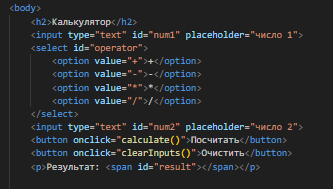 <body>
<h2>Калькулятор</h2>
<input type="text" id="num1" placeholder="число 1">
<select id="operator">
<option value="+">+</option>
<option value="-">-</option>
<option value="*">*</option>
<option value="/">/</option>
</select>
<input type="text" id="num2" placeholder="число 2">
<button onclick="calculate()">Посчитать</button>
<button onclick="clearInputs()">Очистить</button>
<p>Результат: <span id="result"></span></p>